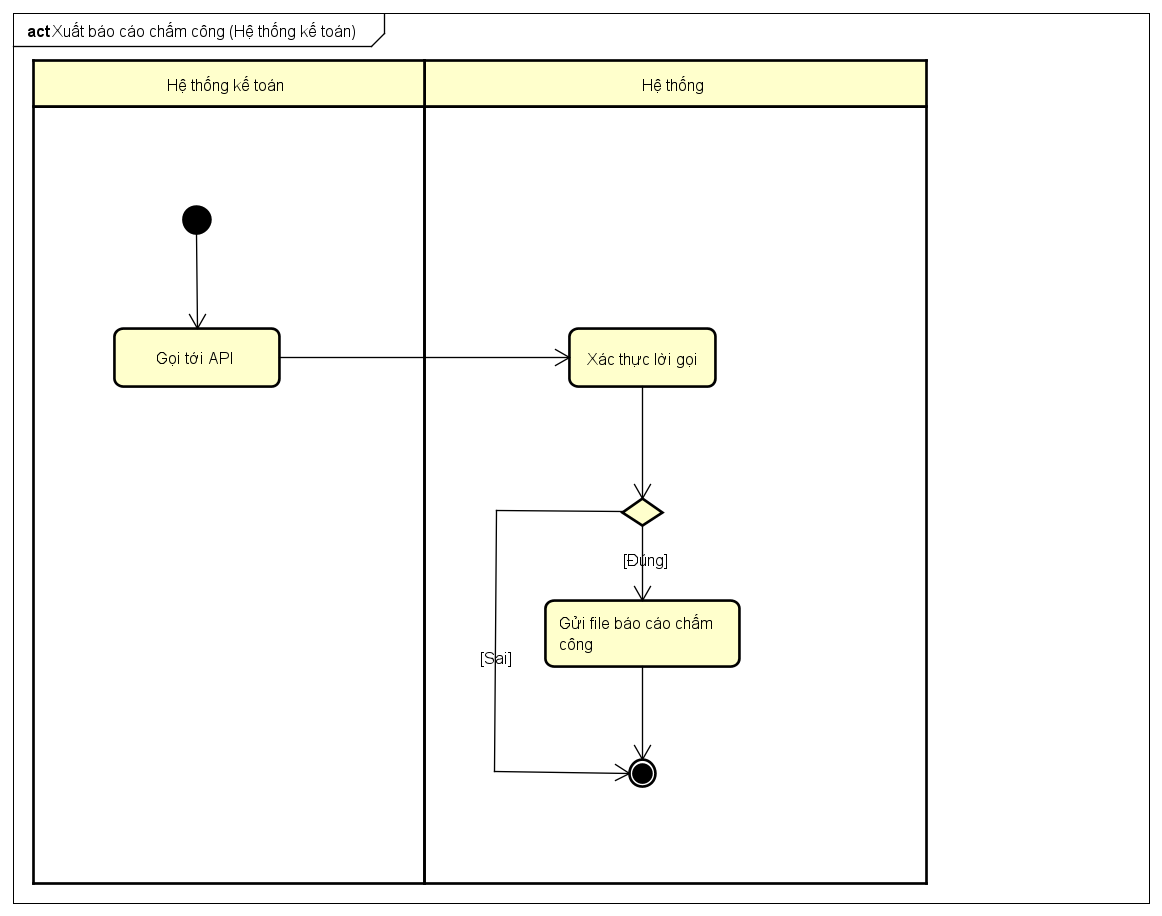 act Xuất báo cáo chấm công (Hệ thống kế toán)
Hệ thống kế toán
Hệ thống
Gọi tới API
Xác thực lời gọi
[Đúng]
Gửi file báo cáo chấm
công
[Sai]